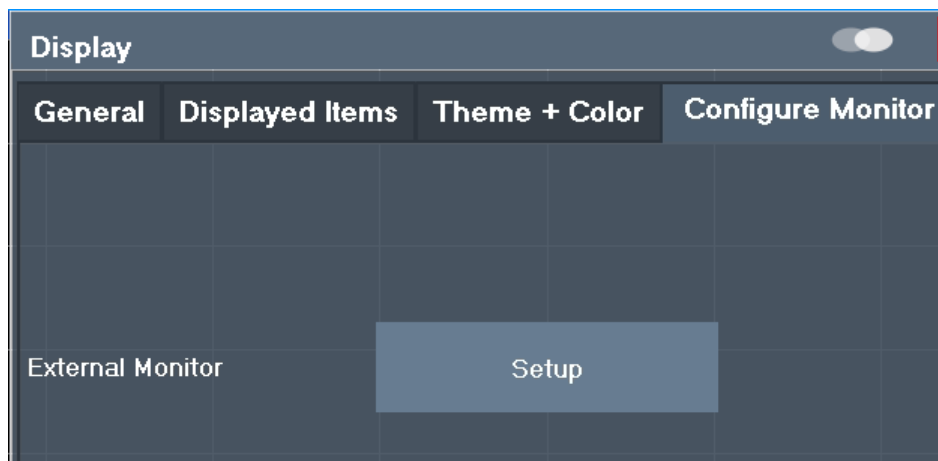 Display
General Displayed Items Theme + Color Configure Monitor
External Monitor Setup